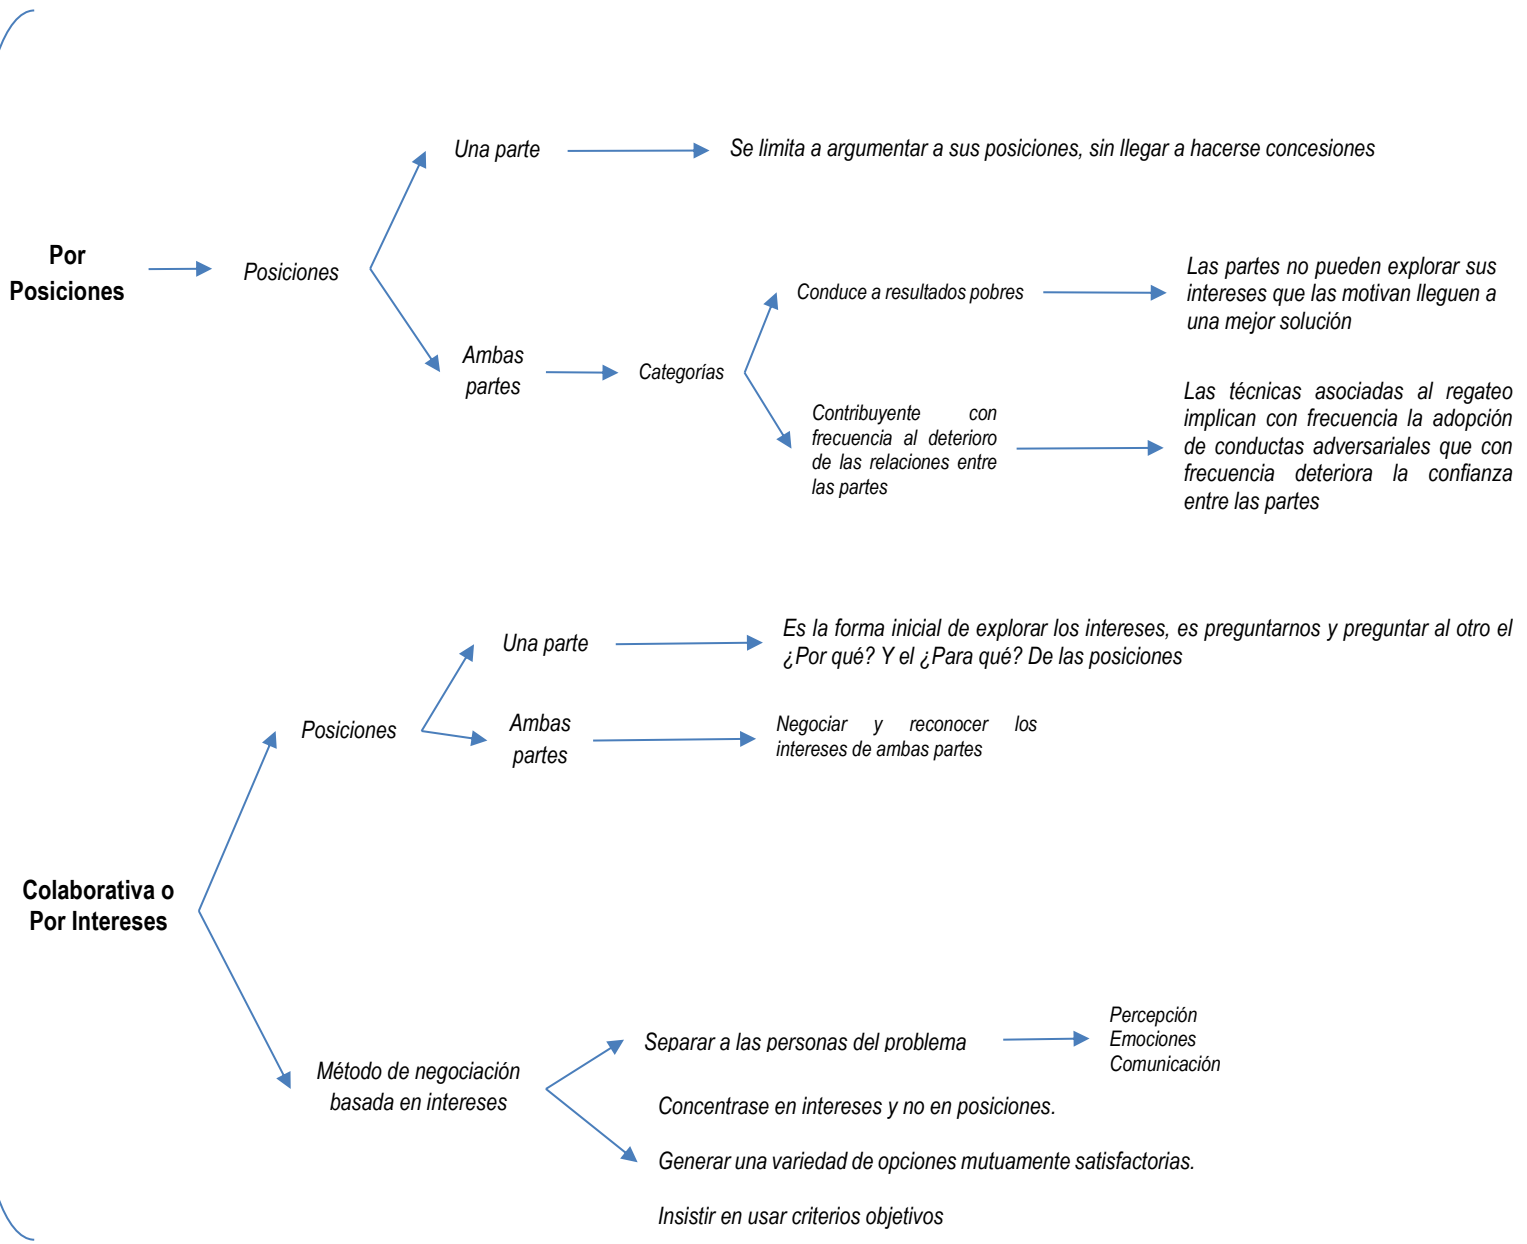 Una parte
Se limita a argumentar a sus posiciones, sin llegar a hacerse concesiones
Por
Posiciones
Posiciones
Conduce a resultados pobres
Las partes no pueden explorar sus
intereses que las motivan lleguen a
una mejor solución
Ambas
partes
Categorías
Contribuyente con
frecuencia al deterioro
de las relaciones entre
las partes
Las técnicas asociadas al regateo
implican con frecuencia la adopción
de conductas adversariales que con
frecuencia deteriora la confianza
entre las partes
Una parte
Es la forma inicial de explorar los intereses, es preguntarnos y preguntar al otro el
¿Por qué? Y el ¿Para qué? De las posiciones
Posiciones
Ambas
partes
Negociar y reconocer los
intereses de ambas partes
Colaborativa o
Por Intereses
Método de negociación
basada en intereses
Separar a las personas del problema
Percepción
Emociones
Comunicación
Concentrase en intereses y no en posiciones.
Generar una variedad de opciones mutuamente satisfactorias.
Insistir en usar criterios objetivos